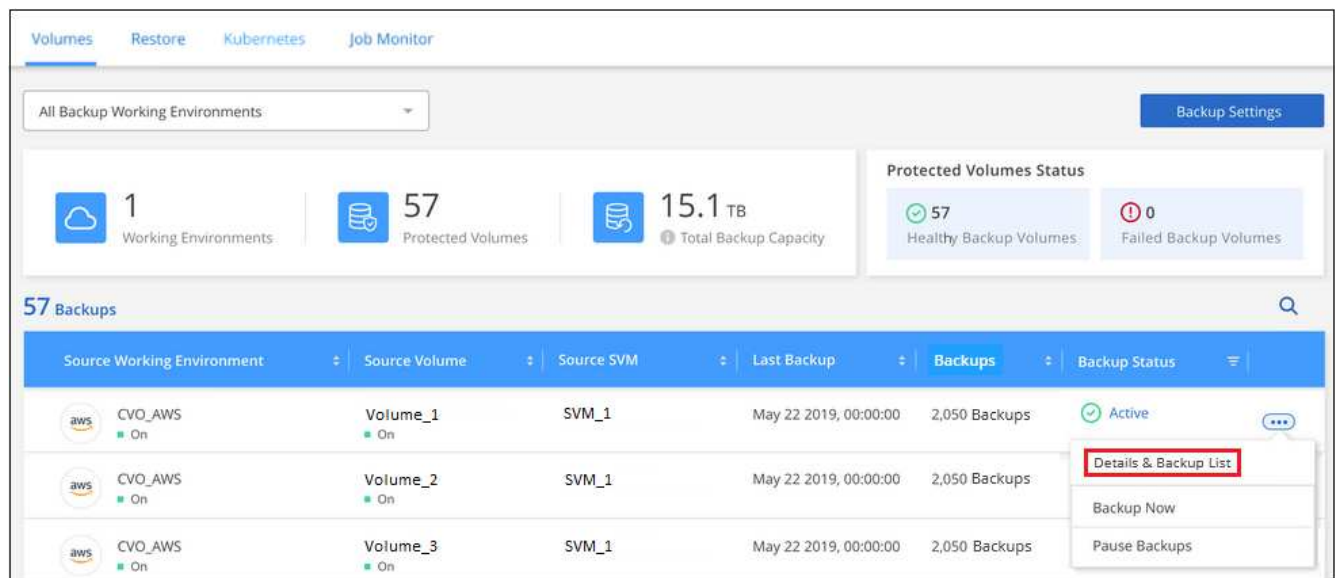 Volumes Restore Kubernetes Job Monitor
All Backup Working Environments
Backup Settings
1
Working Environments
57
Protected Volumes
15.1 TB
Total Backup Capacity
Protected Volumes Status
57
Healthy Backup Volumes
0
Failed Backup Volumes
57 Backups
Source Working Environment Source Volume Source SVM Last Backup Backups Backup Status
aws CVO_AWS Volume_1 SVM_1 May 22 2019, 00:00:00 2,050 Backups Active
On On
Details & Backup List
aws CVO_AWS Volume_2 SVM_1 May 22 2019, 00:00:00 2,050 Backups
On On
Backup Now
Pause Backups
aws CVO_AWS Volume_3 SVM_1 May 22 2019, 00:00:00 2,050 Backups
On On